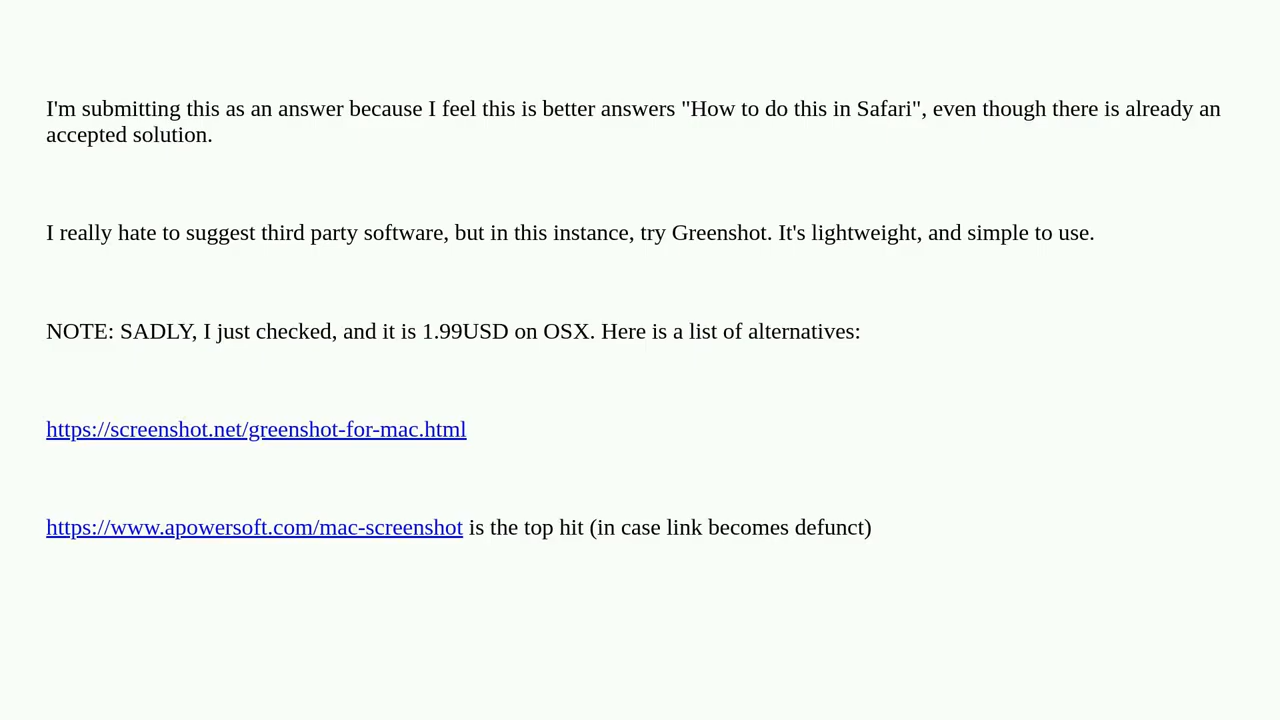 I'm submitting this as an answer because I feel this is better answers "How to do this in Safari", even though there is already an
accepted solution.
I really hate to suggest third party software, but in this instance, try Greenshot. It's lightweight, and simple to use.
NOTE: SADLY, I just checked, and it is 1.99USD on OSX. Here is a list of alternatives:
https://screenshot.net/greenshot-for-mac.html
https://www.apowersoft.com/mac-screenshot is the top hit (in case link becomes defunct)